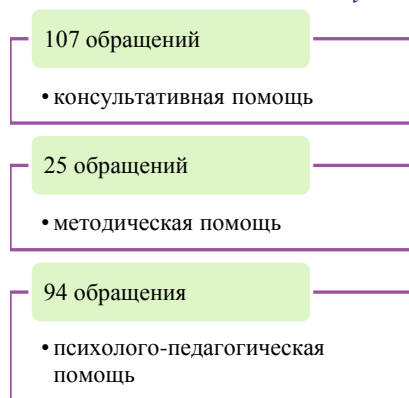 107 обращений
• консультативная помощь
25 обращений
• методическая помощь
94 обращения
• психолого-педагогическая
помощь